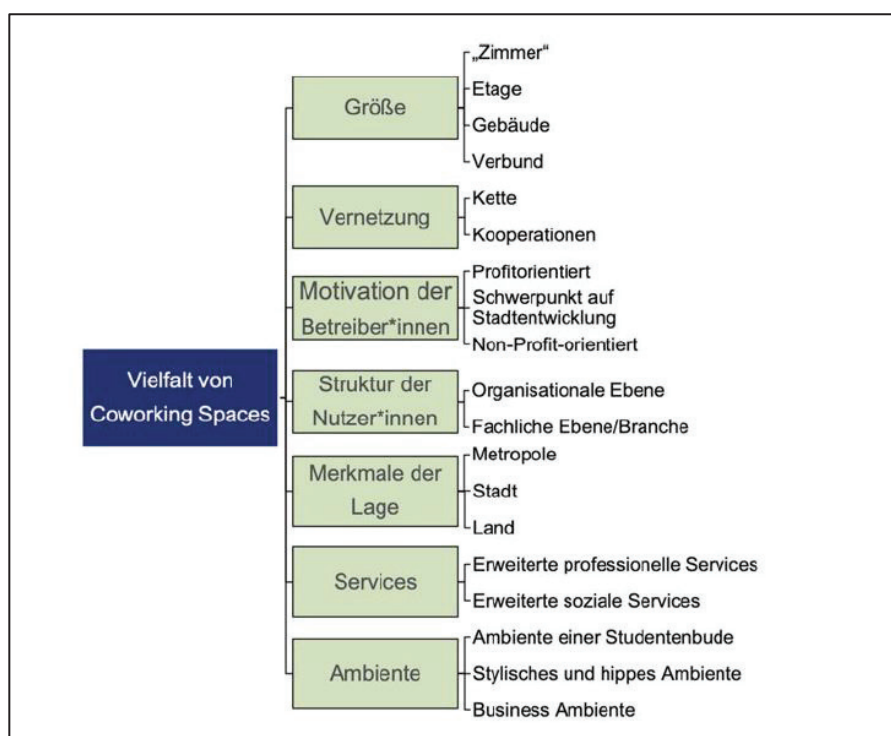 Vielfalt von
Coworking Spaces
Größe
„Zimmer“
Etage
Gebäude
Verbund
Vernetzung
Kette
Kooperationen
Motivation der
Betreiber*innen
Profitorientiert
Schwerpunkt auf
Stadtentwicklung
Non-Profit-orientiert
Struktur der
Nutzer*innen
Organisationale Ebene
Fachliche Ebene/Branche
Merkmale der
Lage
Metropole
Stadt
Land
Services
Erweiterte professionelle Services
Erweiterte soziale Services
Ambiente
Ambiente einer Studentenbude
Stylisches und hippes Ambiente
Business Ambiente